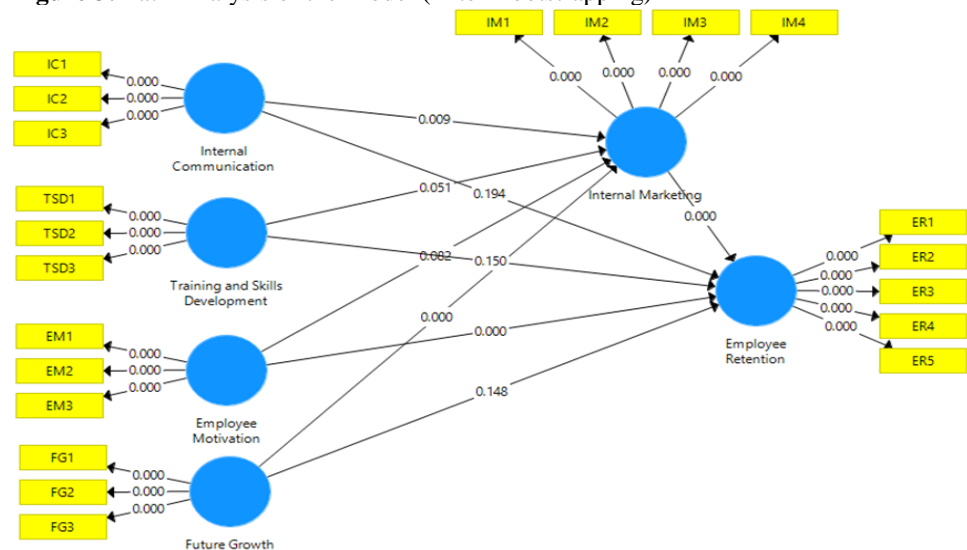 IM1
IM2
IM3
IM4
0.000
0.000
0.000
0.000
IC1
IC2
IC3
0.000
0.000
0.000
Internal
Communication
0.009
0.194
Internal Marketing
TSD1
TSD2
TSD3
0.000
0.000
0.000
Training and Skills
Development
0.051
0.150
0.000
ER1
ER2
ER3
ER4
ER5
0.000
0.000
0.000
0.000
0.000
Employee
Retention
EM1
EM2
EM3
0.000
0.000
0.000
Employee
Motivation
0.082
0.000
FG1
FG2
FG3
0.000
0.000
0.000
Future Growth
0.000
0.148